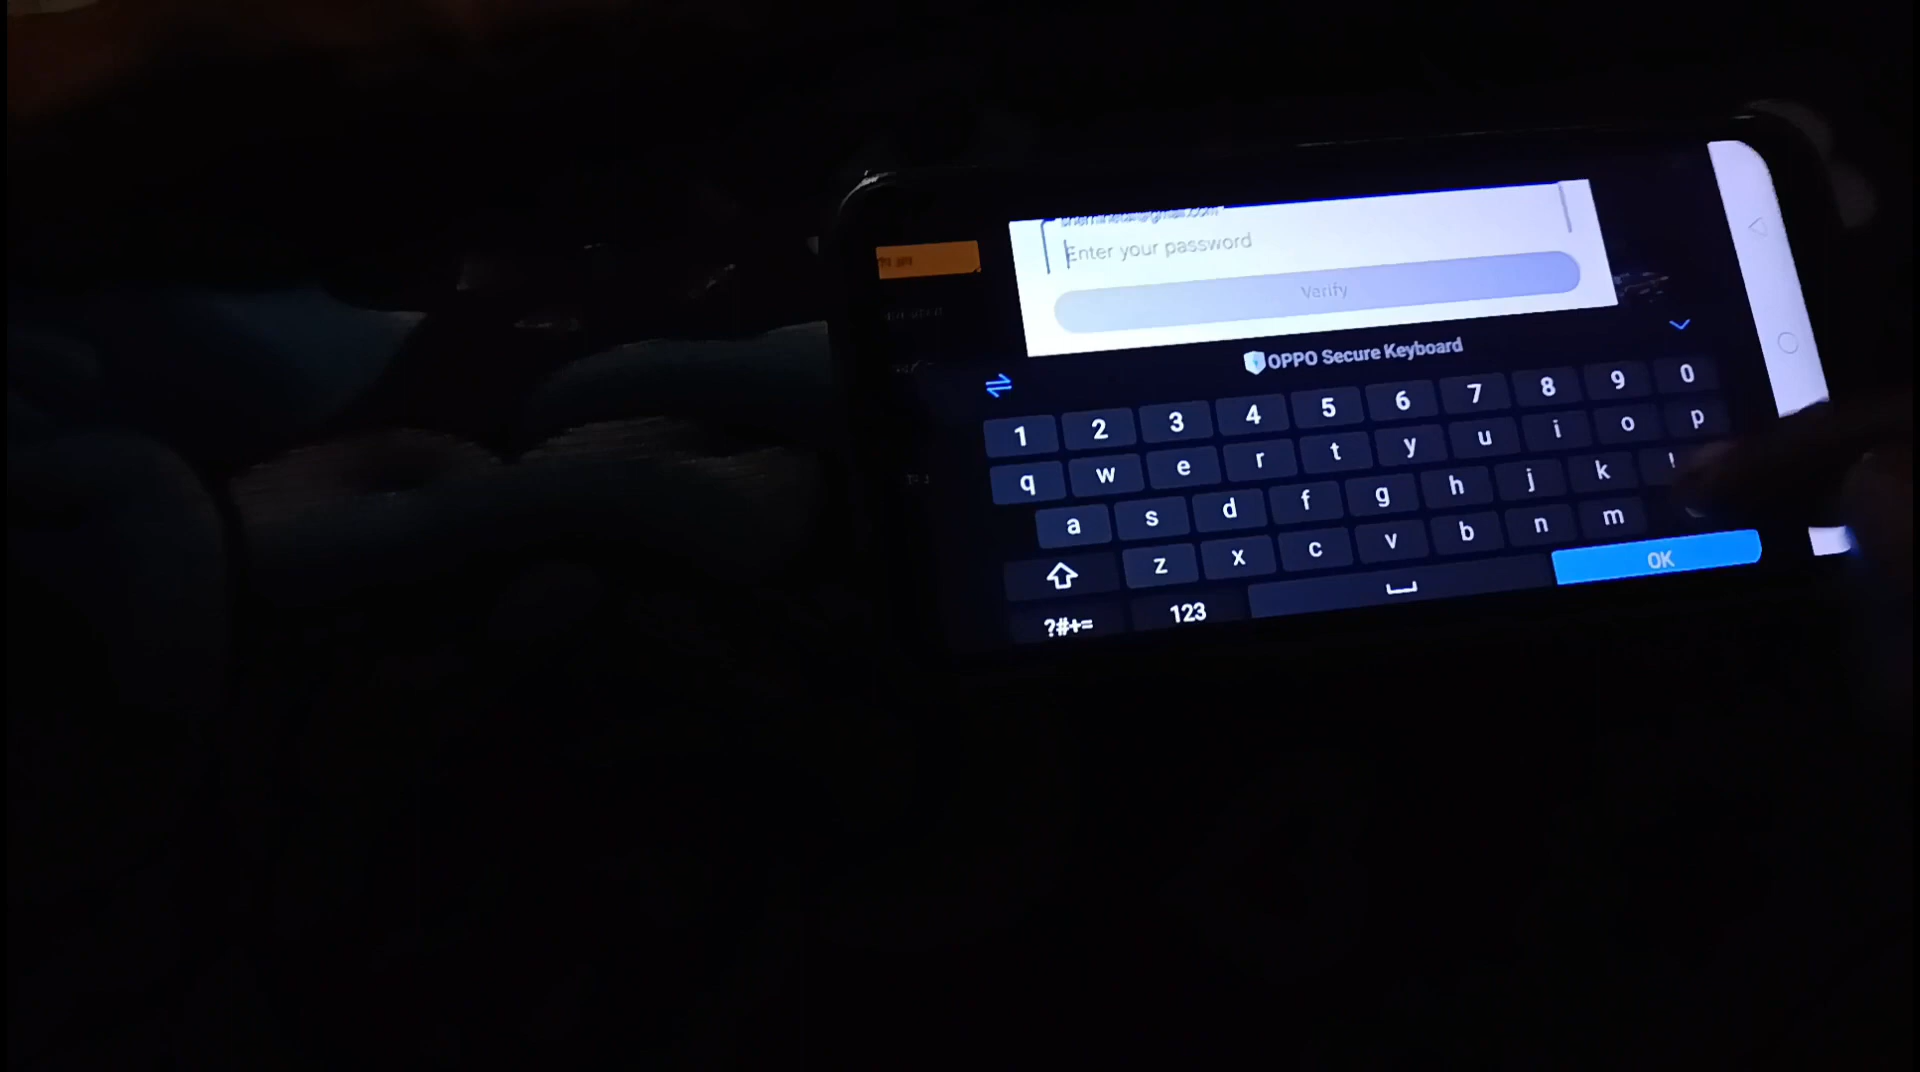 Enter your password
Verify
OPPO Secure Keyboard
1 2 3 4 5 6 7 8 9 0
q w e r t y u i o p
a s d f g h j k !
z x c v b n m
?#+= 123 OK